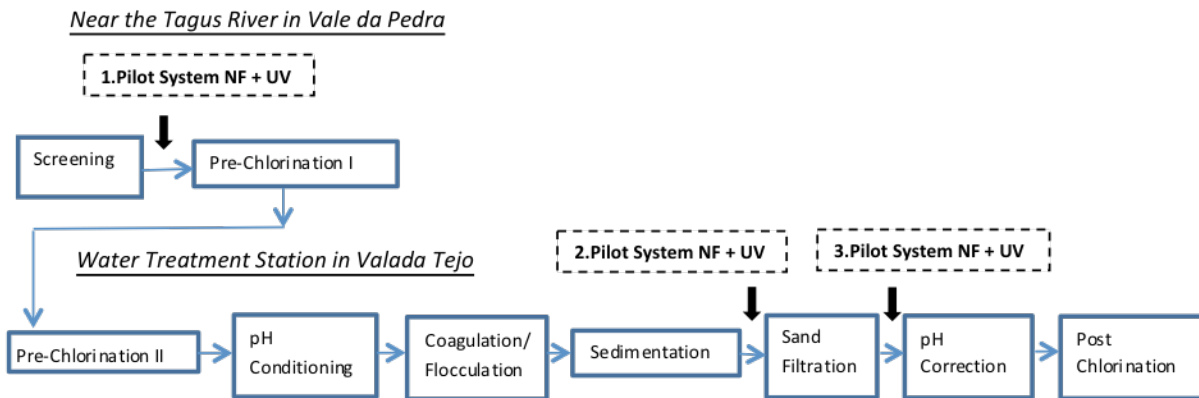 Near the Tagus River in Vale da Pedra
1.Pilot System NF + UV
Screening
Pre-Chlorination I
Water Treatment Station in Valada Tejo
2.Pilot System NF + UV
3.Pilot System NF + UV
Pre-Chlorination II
pH
Conditioning
Coagulation/
Flocculation
Sedimentation
Sand
Filtration
pH
Correction
Post
Chlorination